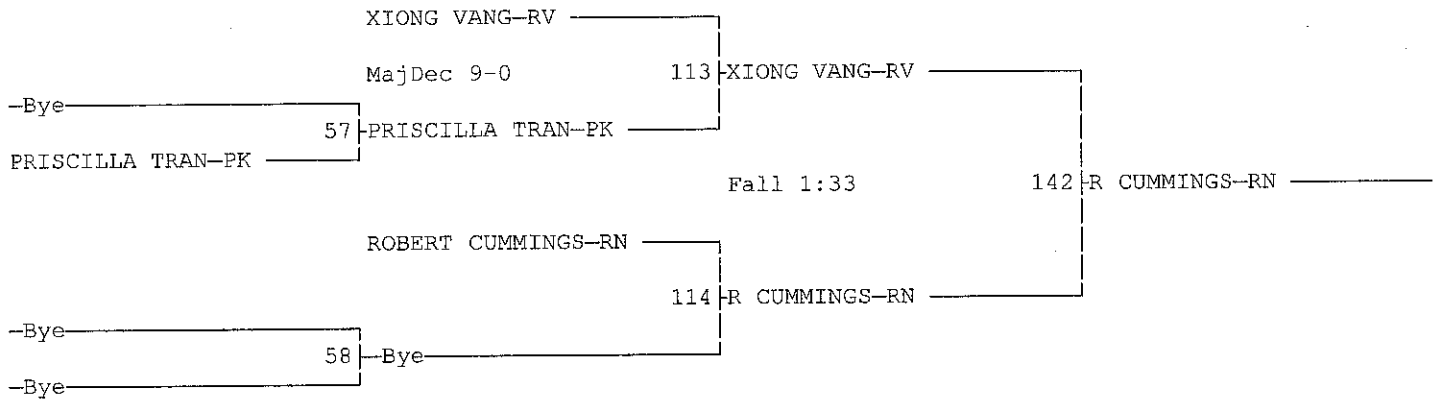 XIONG VANG—RV
MajDec 9-0 113 XIONG VANG—RV
—Bye
57 PRISCILLA TRAN—PK
PRISCILLA TRAN—PK
Fall 1:33 142 R CUMMINGS—RN
ROBERT CUMMINGS—RN
114 R CUMMINGS—RN
—Bye
58 —Bye
—Bye